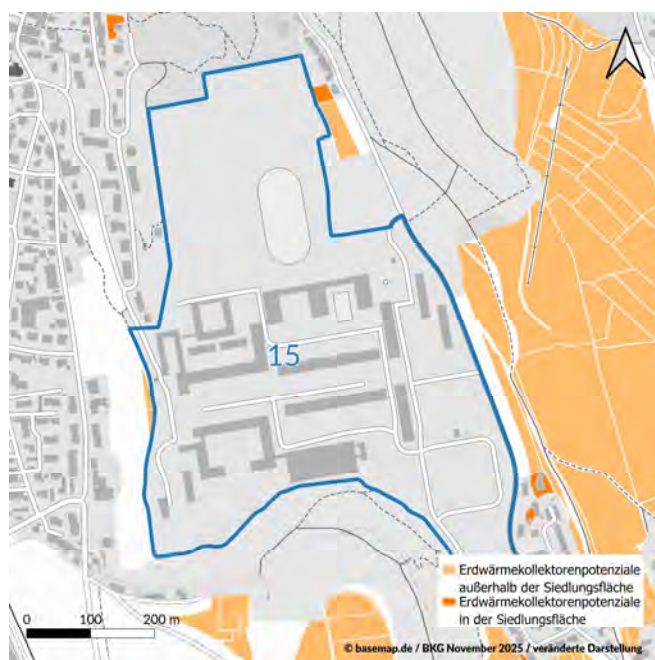 15
Erdwärmekollektorenpotenziale
außerhalb der Siedlungsfläche
Erdwärmekollektorenpotenziale
in der Siedlungsfläche
0 100 200 m
© basemap.de / BKG November 2025 / veränderte Darstellung